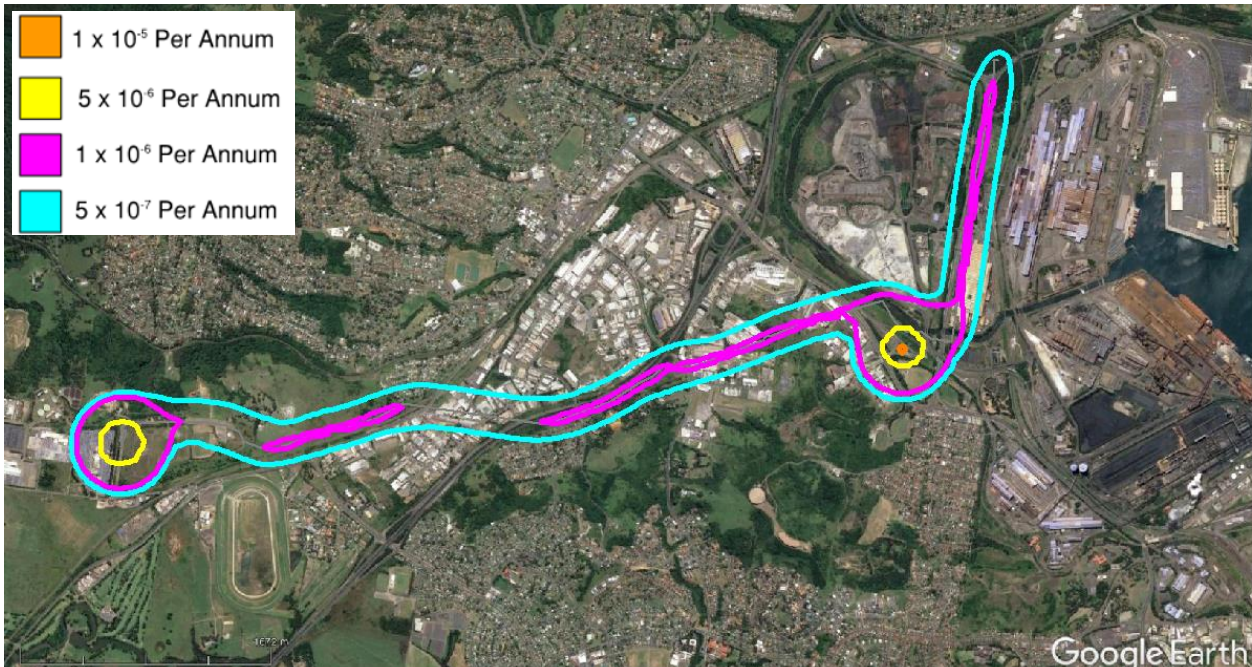 1 x 10⁻⁵ Per Annum
5 x 10⁻⁶ Per Annum
1 x 10⁻⁶ Per Annum
5 x 10⁻⁷ Per Annum
Google Earth